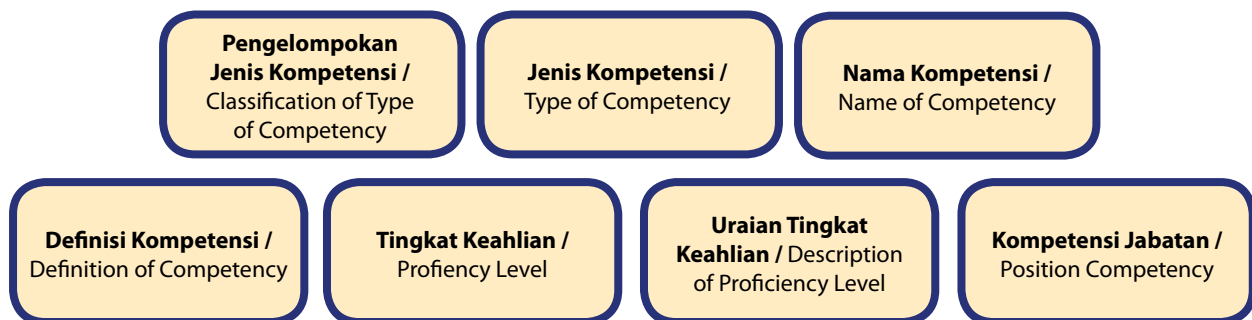 Pengelompokan
Jenis Kompetensi /
Classification of Type
of Competency
Jenis Kompetensi /
Type of Competency
Nama Kompetensi /
Name of Competency
Definisi Kompetensi /
Definition of Competency
Tingkat Keahlian /
Profiency Level
Uraian Tingkat
Keahlian / Description
of Proficiency Level
Kompetensi Jabatan /
Position Competency